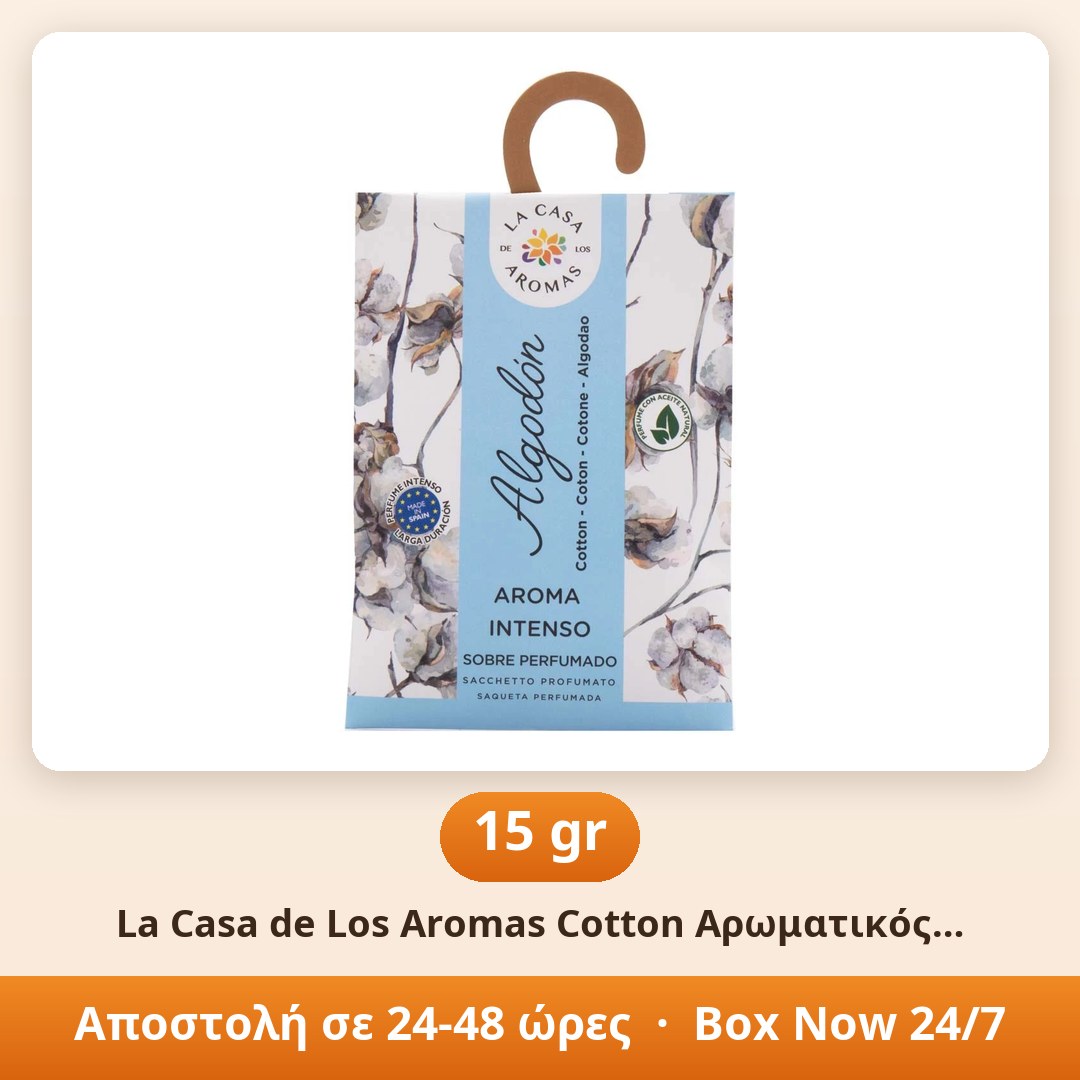 LA CASA
DE LOS
AROMAS
Algodón
Cotton - Coton - Cotone - Algodao
PERFUME CON ACEITE NATURAL
PERFUME INTENSO
MADE
IN
SPAIN
LARGA DURACIÓN
AROMA
INTENSO
SOBRE PERFUMADO
SACCHETTO PROFUMATO
SAQUETA PERFUMADA
15 gr
La Casa de Los Aromas Cotton Αρωματικός...
Αποστολή σε 24-48 ώρες · Box Now 24/7